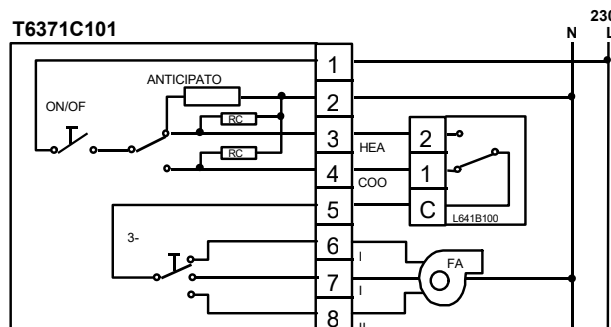 T6371C101
230
N
L
ANTICIPATO
ON/OF
RC
RC
1
2
3
4
5
6
7
8
HEA
COO
2
1
C
L641B100
3-
I
I
FA